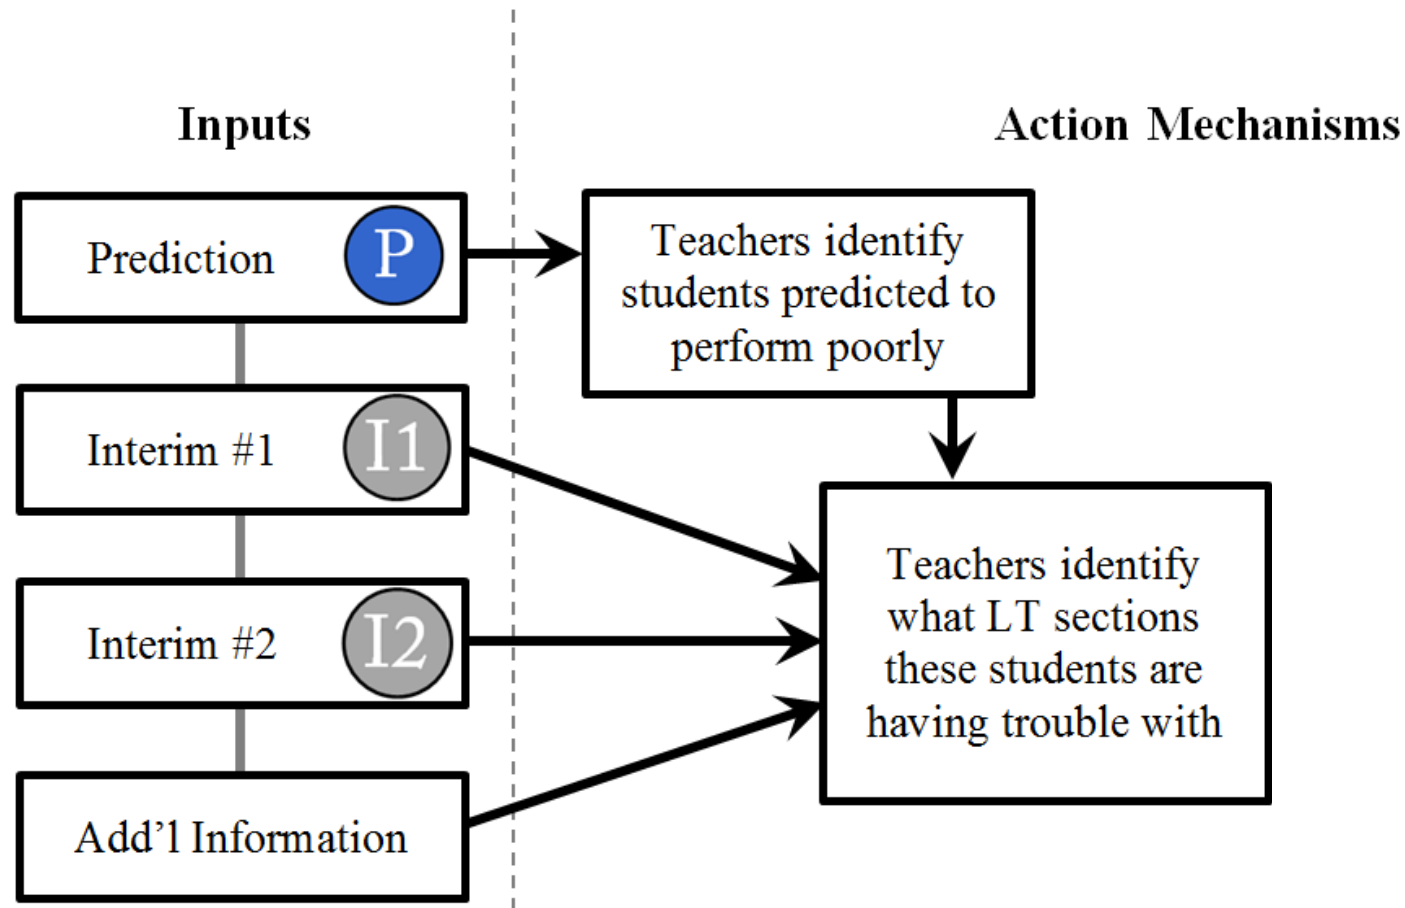 Inputs
Action Mechanisms
Prediction
P
Teachers identify
students predicted to
perform poorly
Interim #1
I1
Interim #2
I2
Teachers identify
what LT sections
these students are
having trouble with
Add’l Information